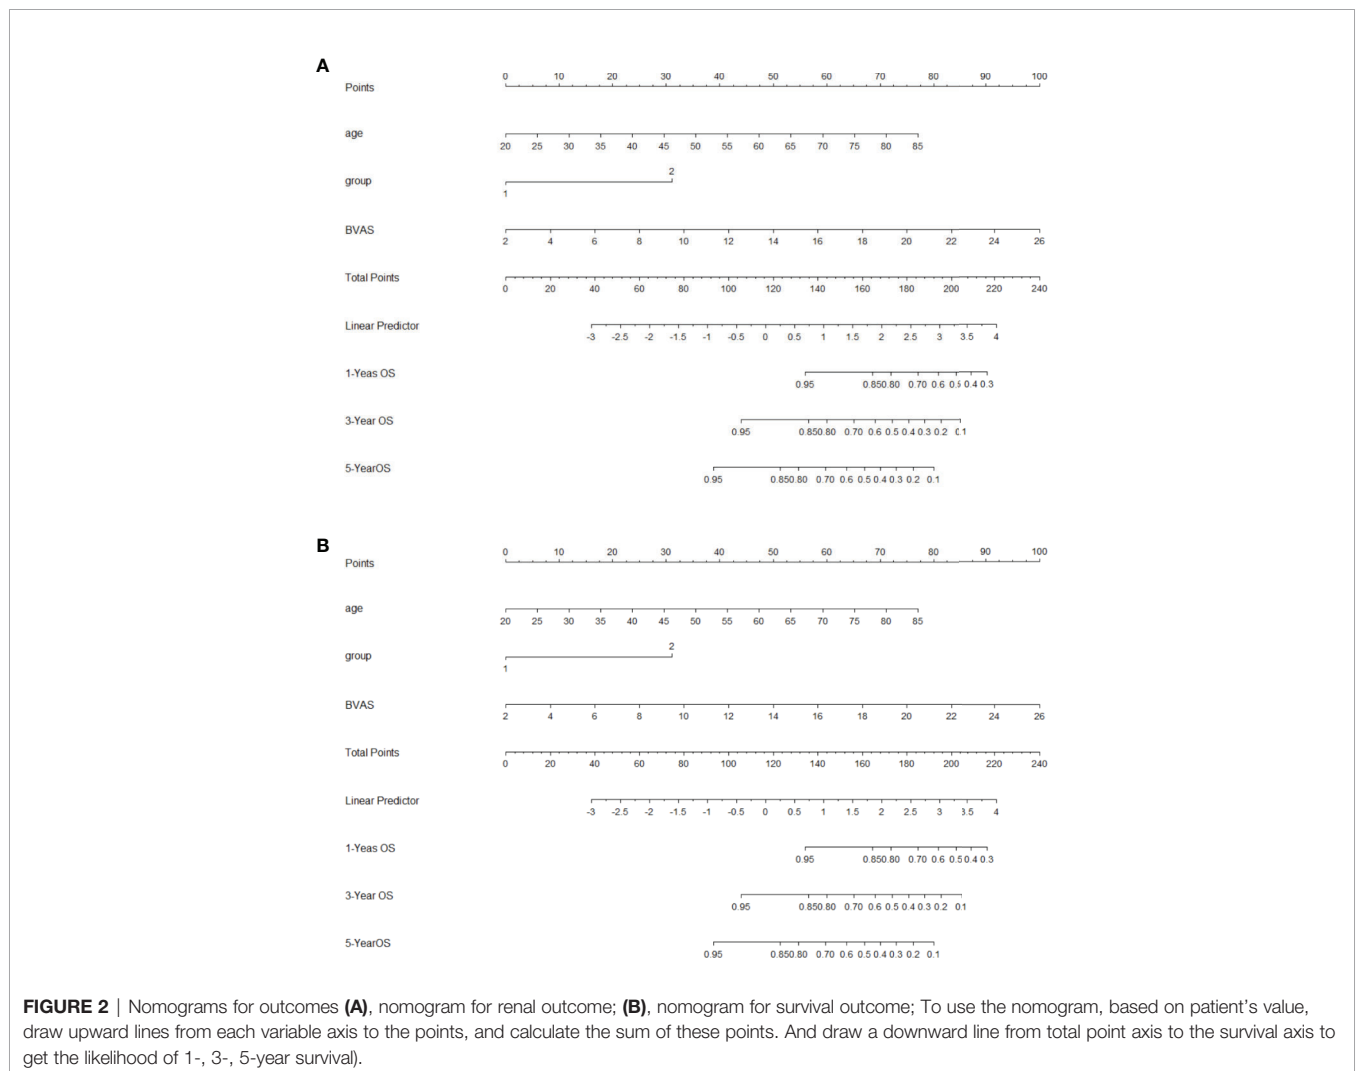 A
Points
0 10 20 30 40 50 60 70 80 90 100
age
20 25 30 35 40 45 50 55 60 65 70 75 80 85
group
2
1
BVAS
2 4 6 8 10 12 14 16 18 20 22 24 26
Total Points
0 20 40 60 80 100 120 140 160 180 200 220 240
Linear Predictor
-3 -2.5 -2 -1.5 -1 -0.5 0 0.5 1 1.5 2 2.5 3 3.5 4
1-Yeas OS
0.95 0.850.80 0.70 0.6 0.5 0.4 0.3
3-Year OS
0.95 0.850.80 0.70 0.6 0.5 0.4 0.3 0.2 0.1
5-YearOS
0.95 0.850.80 0.70 0.6 0.5 0.4 0.3 0.2 0.1
B
Points
0 10 20 30 40 50 60 70 80 90 100
age
20 25 30 35 40 45 50 55 60 65 70 75 80 85
group
2
1
BVAS
2 4 6 8 10 12 14 16 18 20 22 24 26
Total Points
0 20 40 60 80 100 120 140 160 180 200 220 240
Linear Predictor
-3 -2.5 -2 -1.5 -1 -0.5 0 0.5 1 1.5 2 2.5 3 3.5 4
1-Yeas OS
0.95 0.850.80 0.70 0.6 0.5 0.4 0.3
3-Year OS
0.95 0.850.80 0.70 0.6 0.5 0.4 0.3 0.2 0.1
5-YearOS
0.95 0.850.80 0.70 0.6 0.5 0.4 0.3 0.2 0.1
FIGURE 2 | Nomograms for outcomes (A), nomogram for renal outcome; (B), nomogram for survival outcome; To use the nomogram, based on patient's value,
draw upward lines from each variable axis to the points, and calculate the sum of these points. And draw a downward line from total point axis to the survival axis to
get the likelihood of 1-, 3-, 5-year survival).